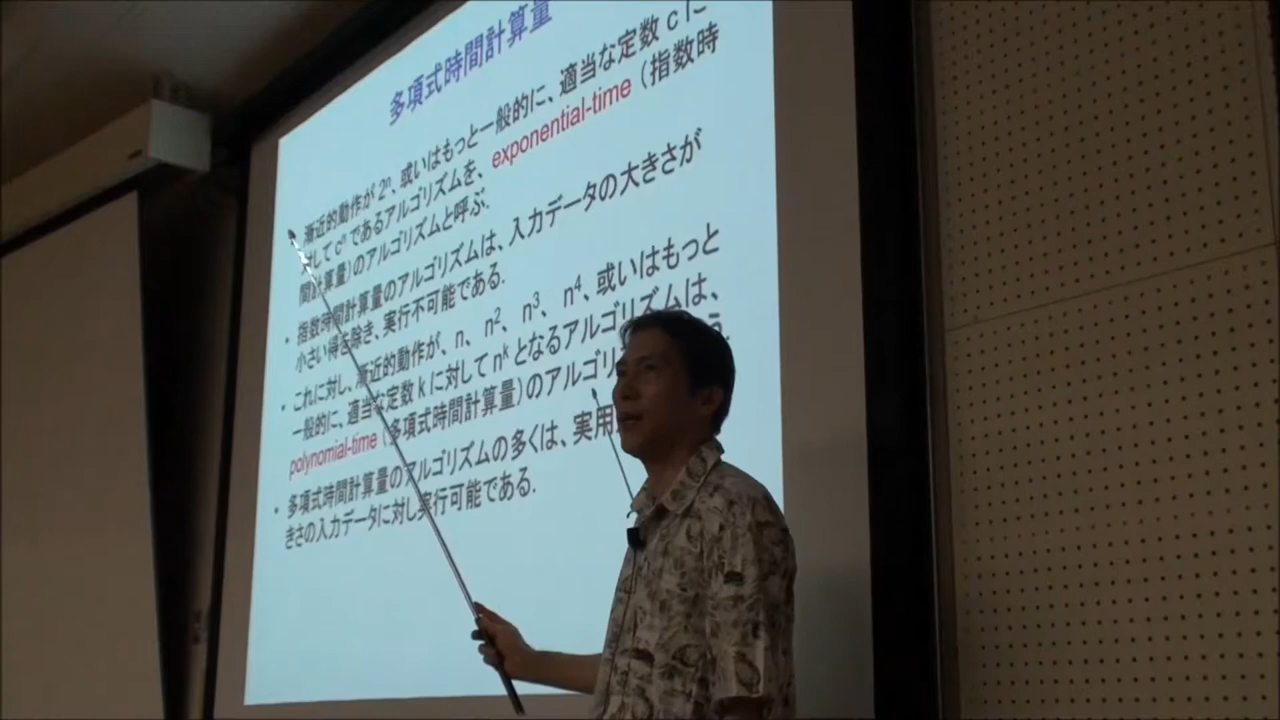 多項式時間計算量
漸近的動作が 2ⁿ、或いはもっと一般的に、適当な定数 c に
対して cⁿ であるアルゴリズムを、exponential-time (指数時
間計算量)のアルゴリズムと呼ぶ.
• 指数時間計算量のアルゴリズムは、入力データの大きさが
小さい得を除き、実行不可能である.
• これに対し、漸近的動作が、n、n²、n³、n⁴、或いはもっと
一般的に、適当な定数 k に対して nᵏ となるアルゴリズムは、
polynomial-time (多項式時間計算量)のアルゴリ
• 多項式時間計算量のアルゴリズムの多くは、実用
きさの入力データに対し実行可能である.